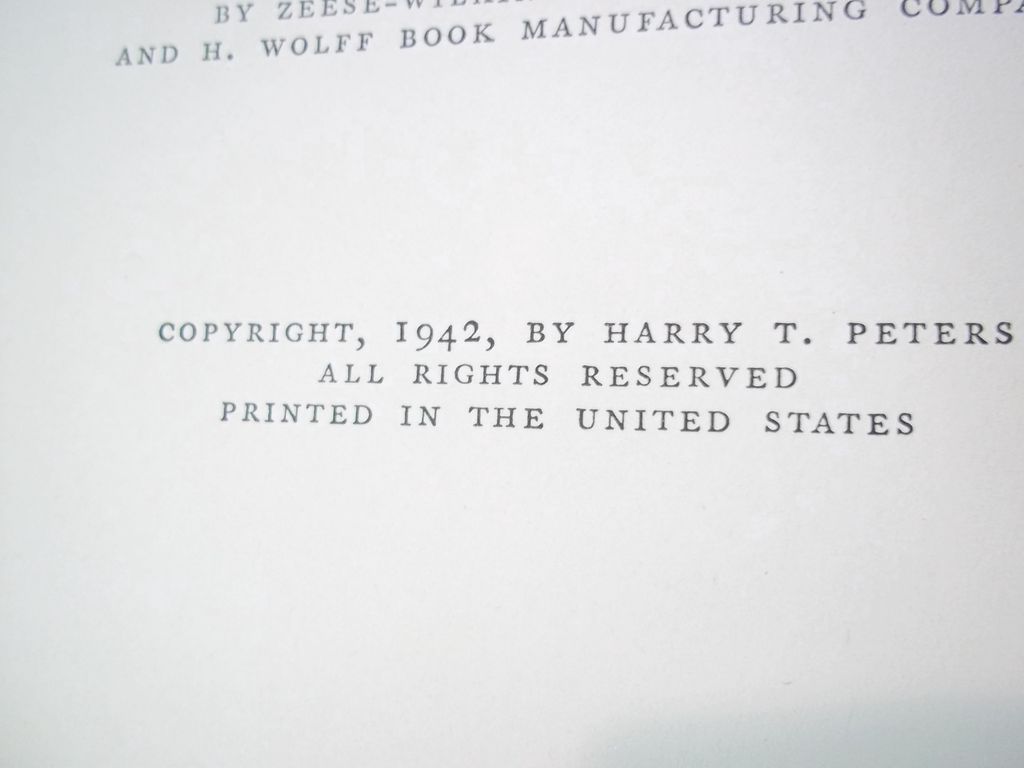 BY ZEESE-
AND H. WOLFF BOOK MANUFACTURING
COPYRIGHT, 1942, BY HARRY T. PETERS
ALL RIGHTS RESERVED
PRINTED IN THE UNITED STATES